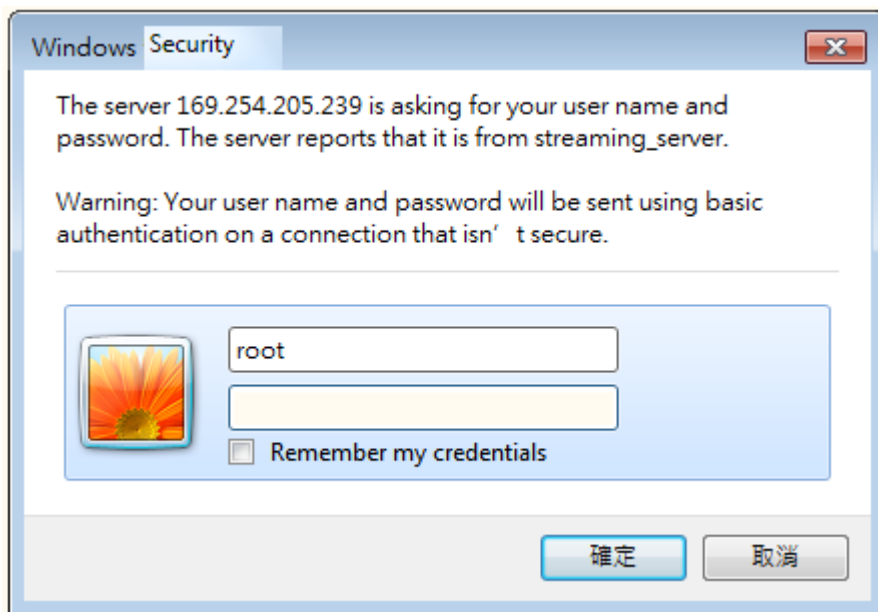 Windows Security
The server 169.254.205.239 is asking for your user name and
password. The server reports that it is from streaming_server.
Warning: Your user name and password will be sent using basic
authentication on a connection that isn’ t secure.
root
Remember my credentials
確定
取消